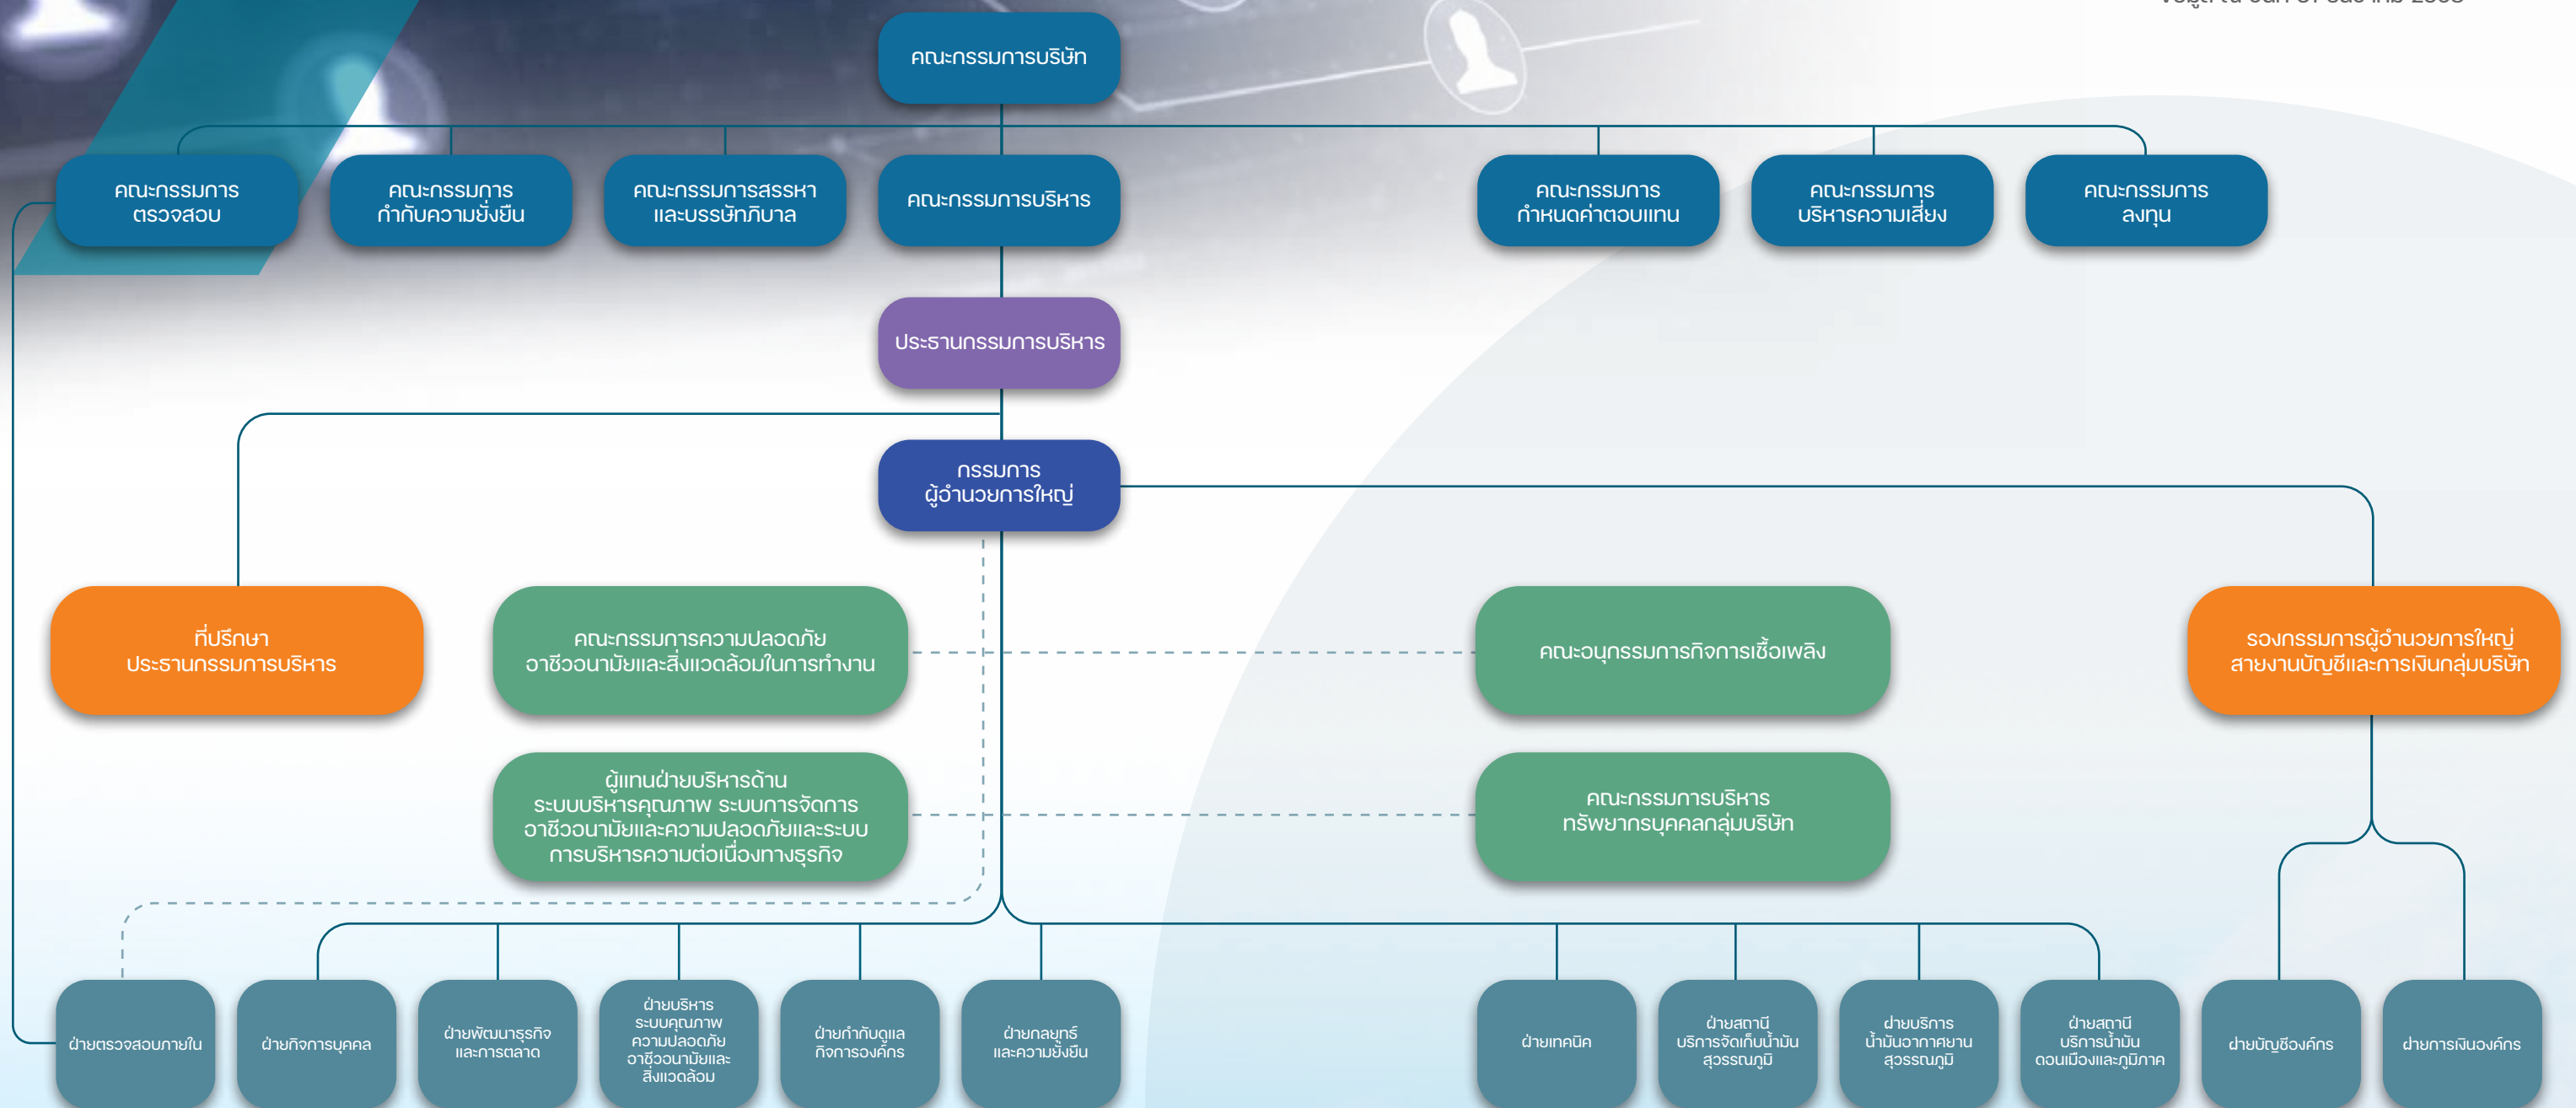 คณะกรรมการบริษัท
คณะกรรมการ
ตรวจสอบ
คณะกรรมการ
กำกับความยั่งยืน
คณะกรรมการสรรหา
และบรรษัทภิบาล
คณะกรรมการบริหาร
คณะกรรมการ
กำหนดค่าตอบแทน
คณะกรรมการ
บริหารความเสี่ยง
คณะกรรมการ
ลงทุน
ประธานกรรมการบริหาร
กรรมการ
ผู้อำนวยการใหญ่
ที่ปรึกษา
ประธานกรรมการบริหาร
คณะกรรมการความปลอดภัย
อาชีวอนามัยและสิ่งแวดล้อมในการทำงาน
คณะอนุกรรมการกิจการเชื้อเพลิง
รองกรรมการผู้อำนวยการใหญ่
สายงานบัญชีและการเงินกลุ่มบริษัท
ผู้แทนฝ่ายบริหารด้าน
ระบบบริหารคุณภาพ ระบบการจัดการ
อาชีวอนามัยและความปลอดภัยและระบบ
การบริหารความต่อเนื่องทางธุรกิจ
คณะกรรมการบริหาร
ทรัพยากรบุคคลกลุ่มบริษัท
ฝ่ายตรวจสอบภายใน
ฝ่ายกิจการบุคคล
ฝ่ายพัฒนาธุรกิจ
และการตลาด
ฝ่ายบริหาร
ระบบคุณภาพ
ความปลอดภัย
อาชีวอนามัยและ
สิ่งแวดล้อม
ฝ่ายกำกับดูแล
กิจการองค์กร
ฝ่ายกลยุทธ์
และความยั่งยืน
ฝ่ายเทคนิค
ฝ่ายสถานี
บริการจัดเก็บน้ำมัน
สุวรรณภูมิ
ฝ่ายบริการ
น้ำมันอากาศยาน
สุวรรณภูมิ
ฝ่ายสถานี
บริการน้ำมัน
ดอนเมืองและภูมิภาค
ฝ่ายบัญชีองค์กร
ฝ่ายการเงินองค์กร